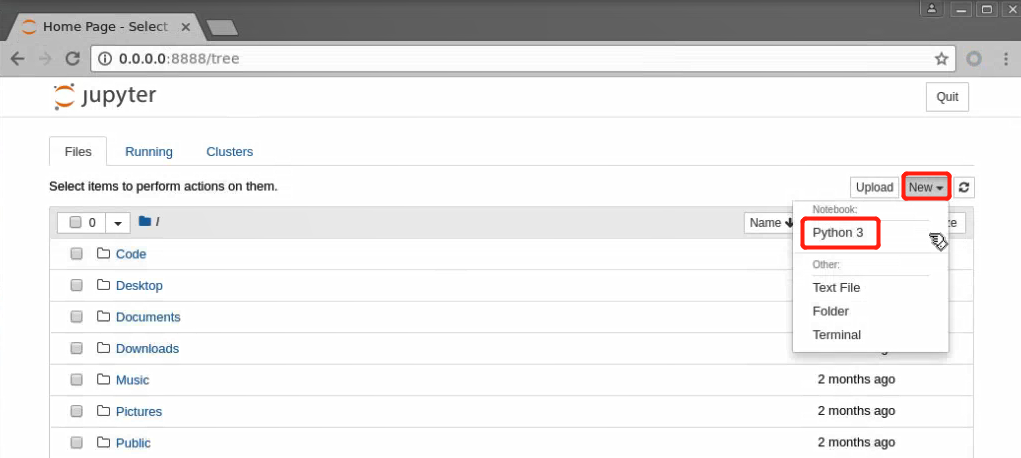 Home Page - Select
0.0.0.0:8888/tree
jupyter
Quit
Files Running Clusters
Select items to perform actions on them.
Upload New
0 / Name
Notebook:
Python 3
Other:
Text File
Folder
Terminal
Code
Desktop
Documents
Downloads
Music 2 months ago
Pictures 2 months ago
Public 2 months ago